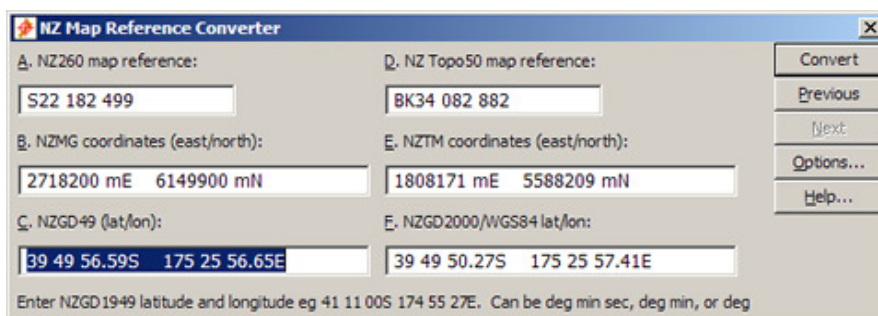 NZ Map Reference Converter
A. NZ260 map reference:
D. NZ Topo50 map reference:
Convert
S22 182 499
BK34 082 882
Previous
B. NZMG coordinates (east/north):
E. NZTM coordinates (east/north):
Next
2718200 mE 6149900 mN
1808171 mE 5588209 mN
Options...
C. NZGD49 (lat/lon):
F. NZGD2000/WGS84 lat/lon:
Help...
39 49 56.59S 175 25 56.65E
39 49 50.27S 175 25 57.41E
Enter NZGD1949 latitude and longitude eg 41 11 00S 174 55 27E. Can be deg min sec, deg min, or deg